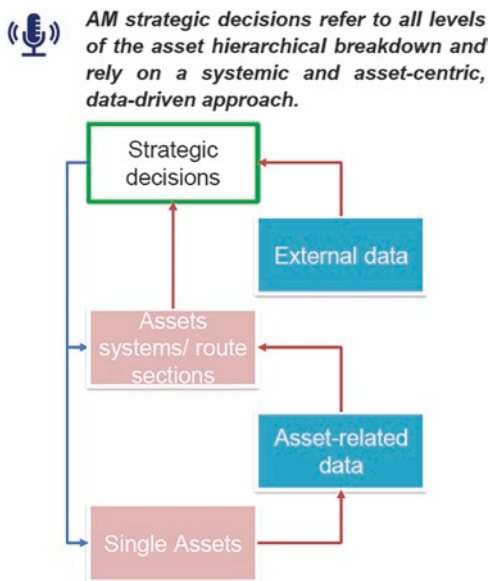 AM strategic decisions refer to all levels
of the asset hierarchical breakdown and
rely on a systemic and asset-centric,
data-driven approach.
Strategic
decisions
External data
Assets
systems/ route
sections
Asset-related
data
Single Assets